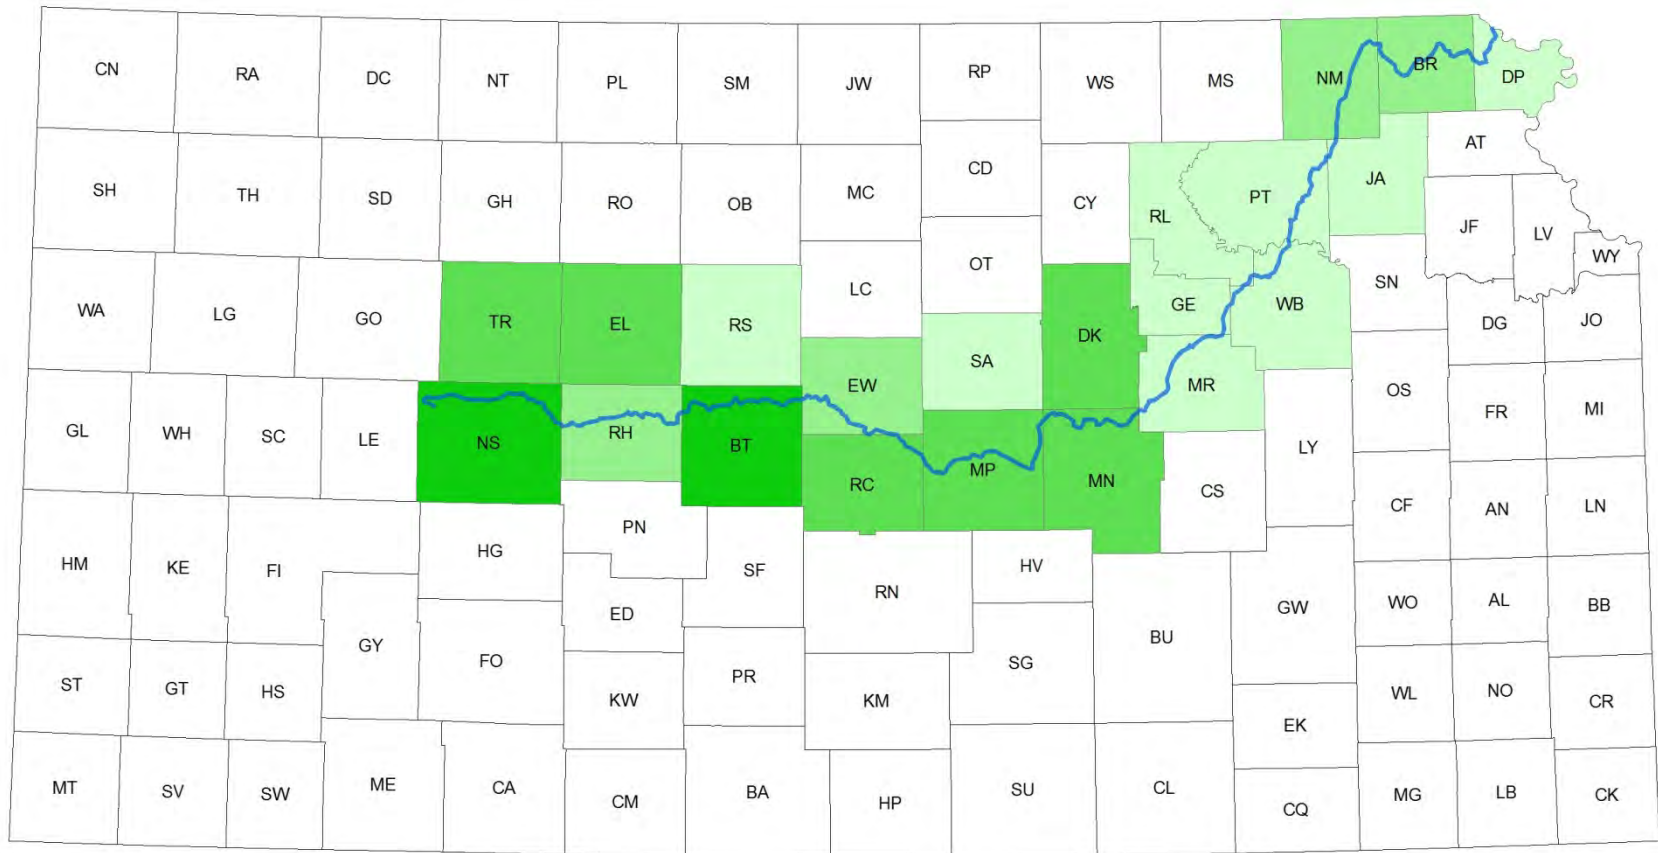 CN
RA
DC
NT
PL
SM
JW
RP
WS
MS
NM
BR
DP
SH
TH
SD
GH
RO
OB
MC
CD
CY
RL
PT
JA
AT
JF
LV
WY
WA
LG
GO
TR
EL
RS
LC
OT
SA
DK
GE
WB
SN
DG
JO
GL
WH
SC
LE
NS
RH
BT
EW
RC
MP
MN
MR
CS
LY
OS
FR
MI
HM
KE
FI
HG
PN
SF
RN
HV
CF
AN
LN
GY
ED
BU
GW
WO
AL
BB
ST
GT
HS
FO
KW
PR
KM
SG
EK
WL
NO
CR
MT
SV
SW
ME
CA
CM
BA
HP
SU
CL
CQ
MG
LB
CK